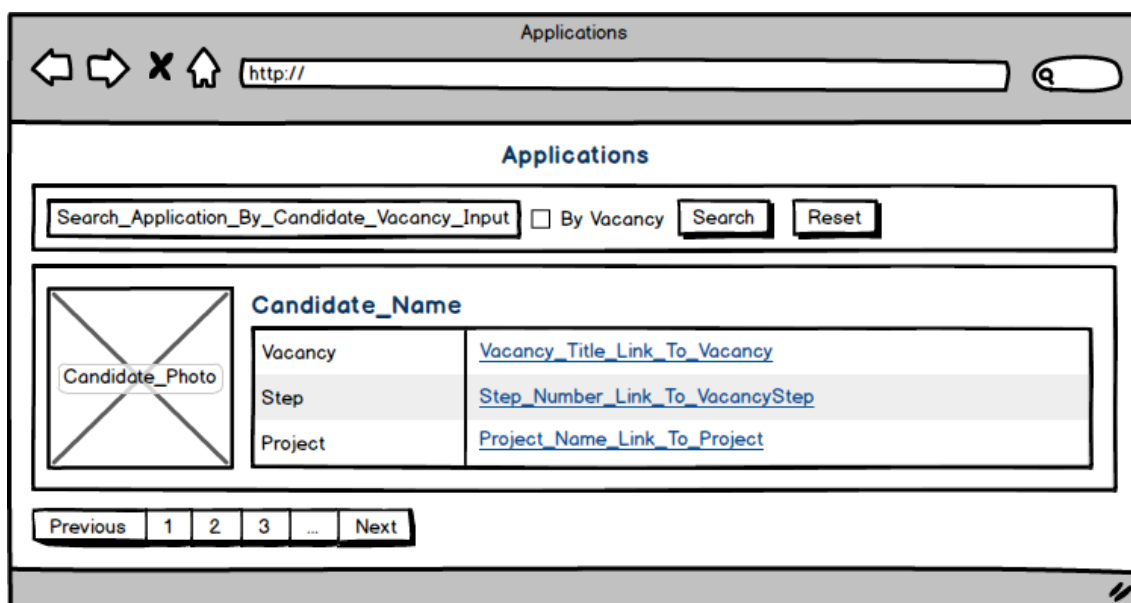 Applications
http://
Applications
Search_Application_By_Candidate_Vacancy_Input By Vacancy Search Reset
Candidate_Name
Candidate_Photo
Vacancy Vacancy_Title_Link_To_Vacancy
Step Step_Number_Link_To_VacancyStep
Project Project_Name_Link_To_Project
Previous 1 2 3 ... Next